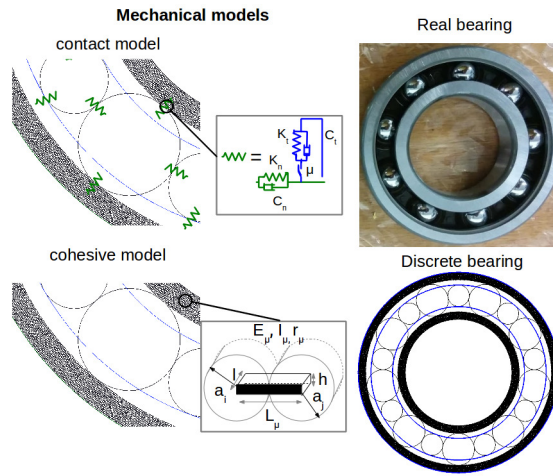 Mechanical models
contact model
K_t
C_t
K_n
μ
=
C_n
cohesive model
E_μ, I_μ, r_μ
l
h
a_i
a_j
L_μ
Real bearing
Discrete bearing